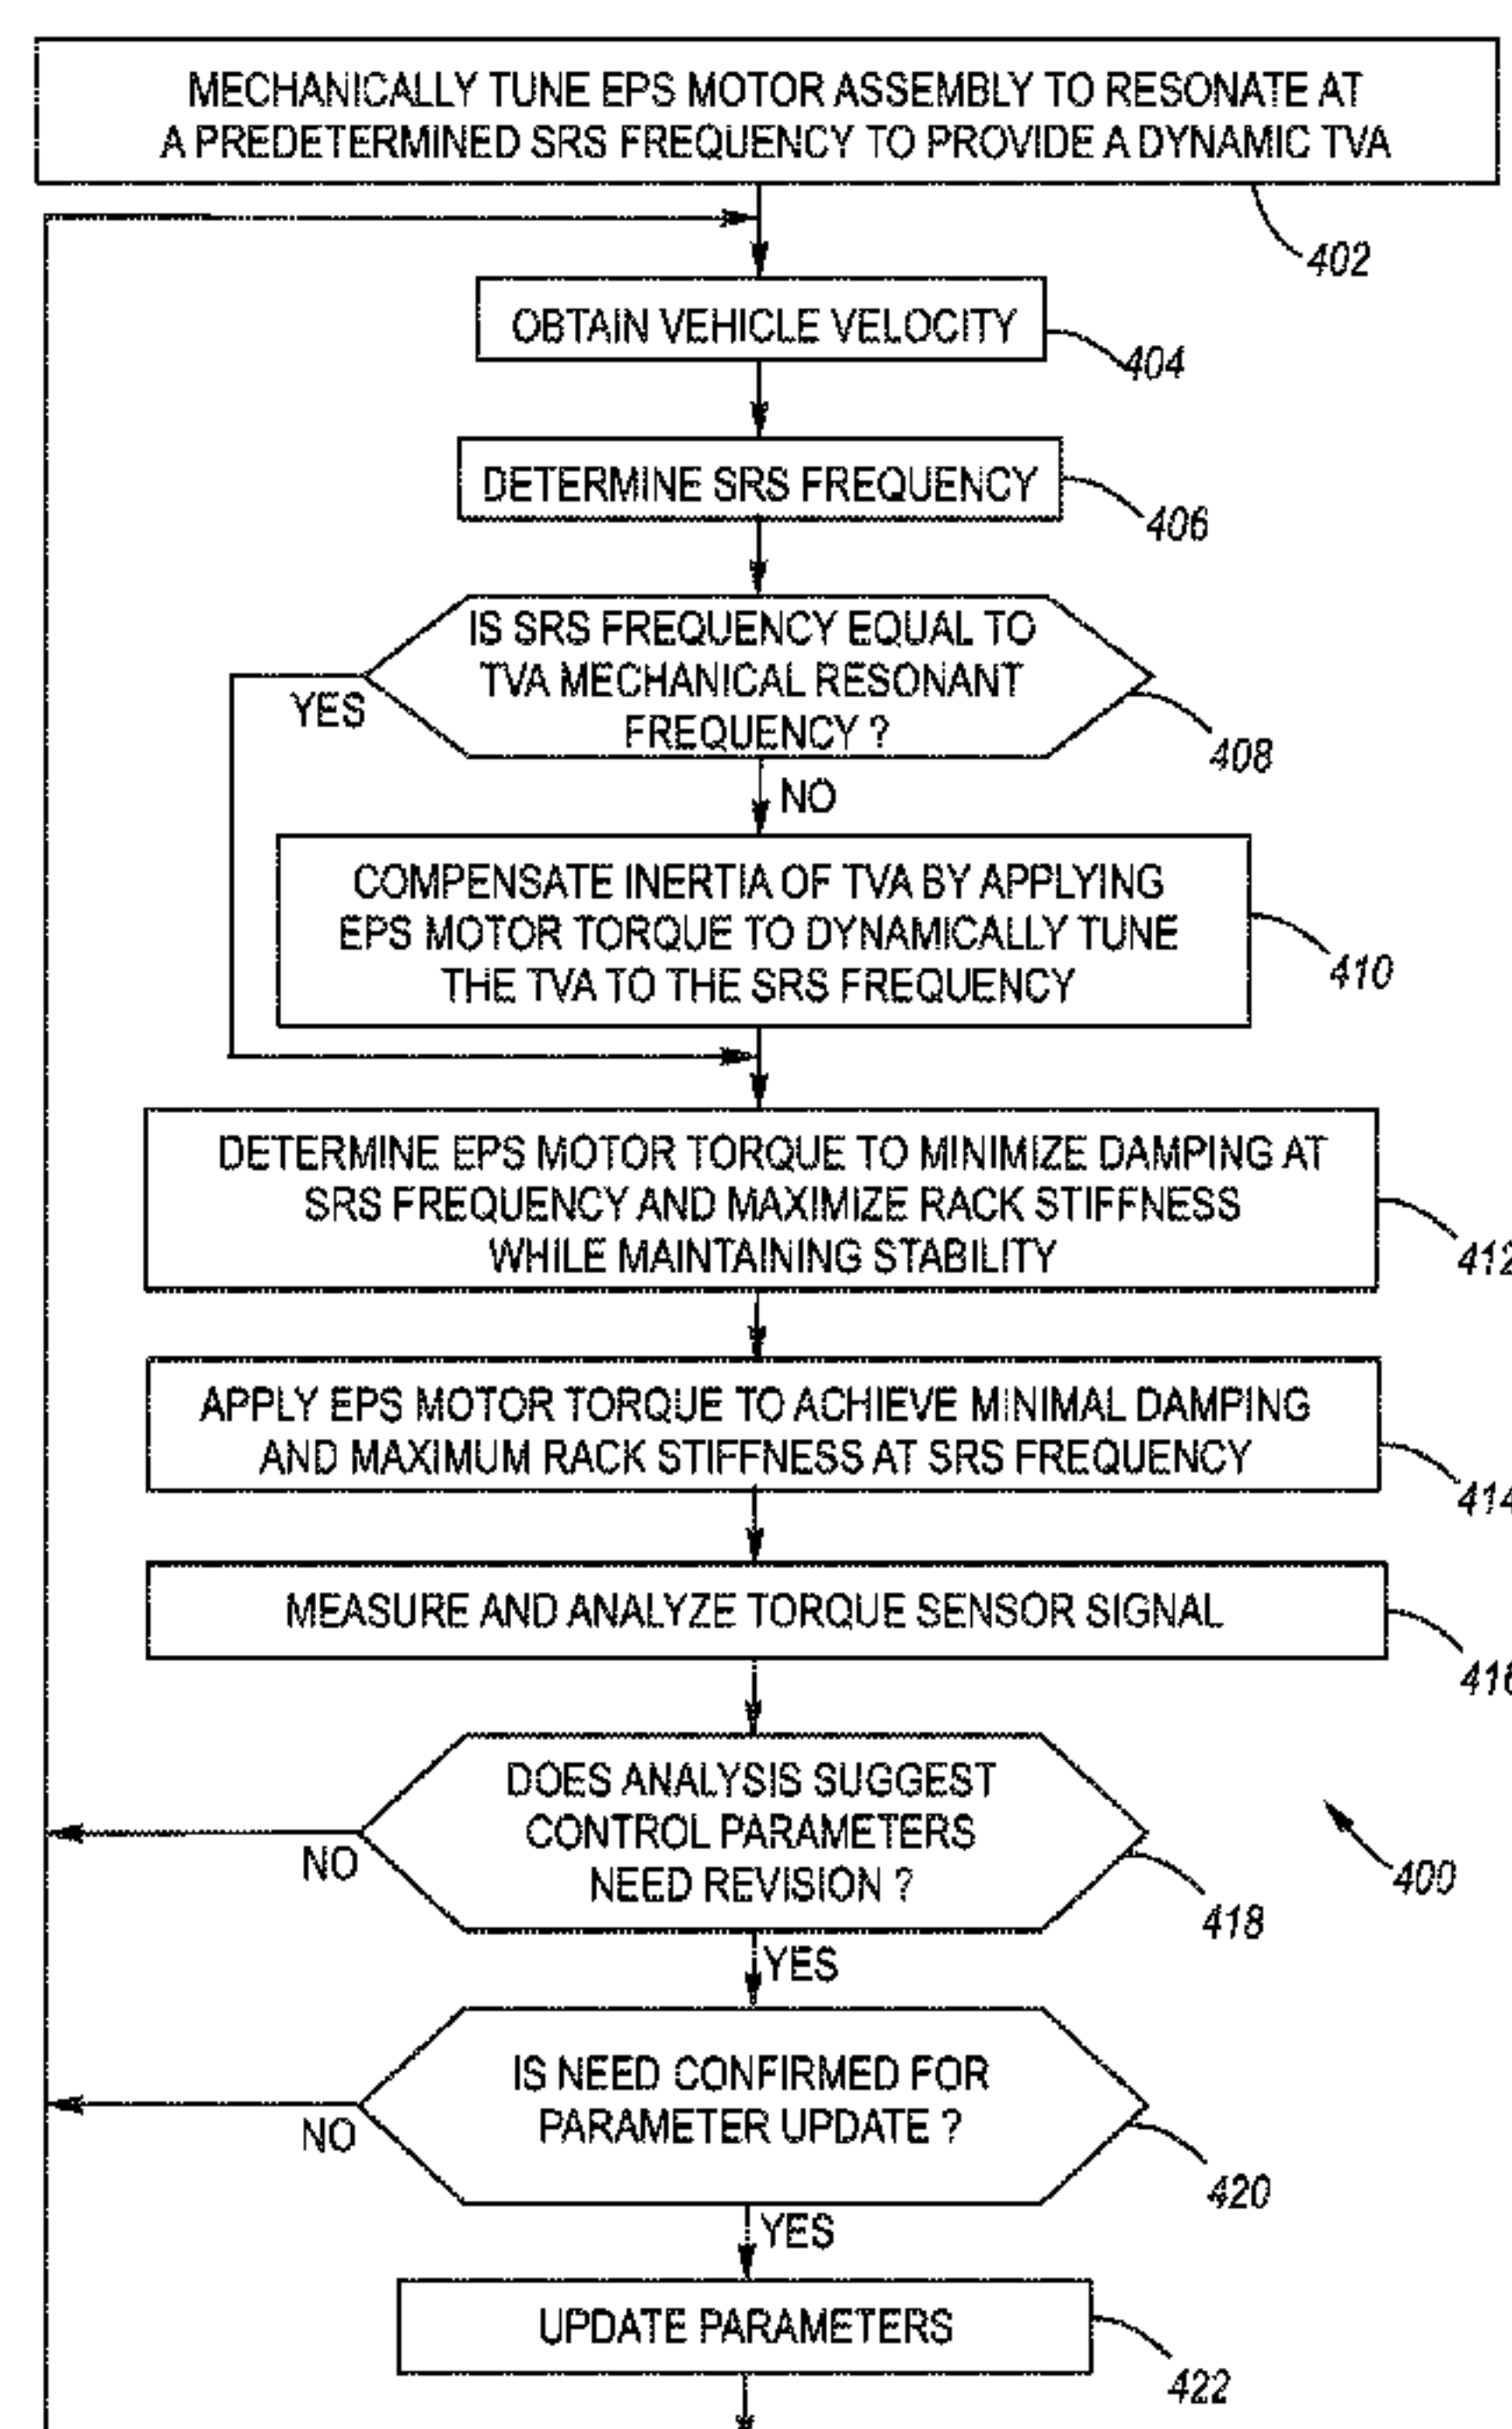 MECHANICALLY TUNE EPS MOTOR ASSEMBLY TO RESONATE AT
A PREDETERMINED SRS FREQUENCY TO PROVIDE A DYNAMIC TVA
402
OBTAIN VEHICLE VELOCITY
404
DETERMINE SRS FREQUENCY
406
IS SRS FREQUENCY EQUAL TO
TVA MECHANICAL RESONANT
FREQUENCY ?
YES
408
NO
COMPENSATE INERTIA OF TVA BY APPLYING
EPS MOTOR TORQUE TO DYNAMICALLY TUNE
THE TVA TO THE SRS FREQUENCY
410
DETERMINE EPS MOTOR TORQUE TO MINIMIZE DAMPING AT
SRS FREQUENCY AND MAXIMIZE RACK STIFFNESS
WHILE MAINTAINING STABILITY
412
APPLY EPS MOTOR TORQUE TO ACHIEVE MINIMAL DAMPING
AND MAXIMUM RACK STIFFNESS AT SRS FREQUENCY
414
MEASURE AND ANALYZE TORQUE SENSOR SIGNAL
416
DOES ANALYSIS SUGGEST
CONTROL PARAMETERS
NEED REVISION ?
NO
400
418
YES
IS NEED CONFIRMED FOR
PARAMETER UPDATE ?
NO
420
YES
UPDATE PARAMETERS
422